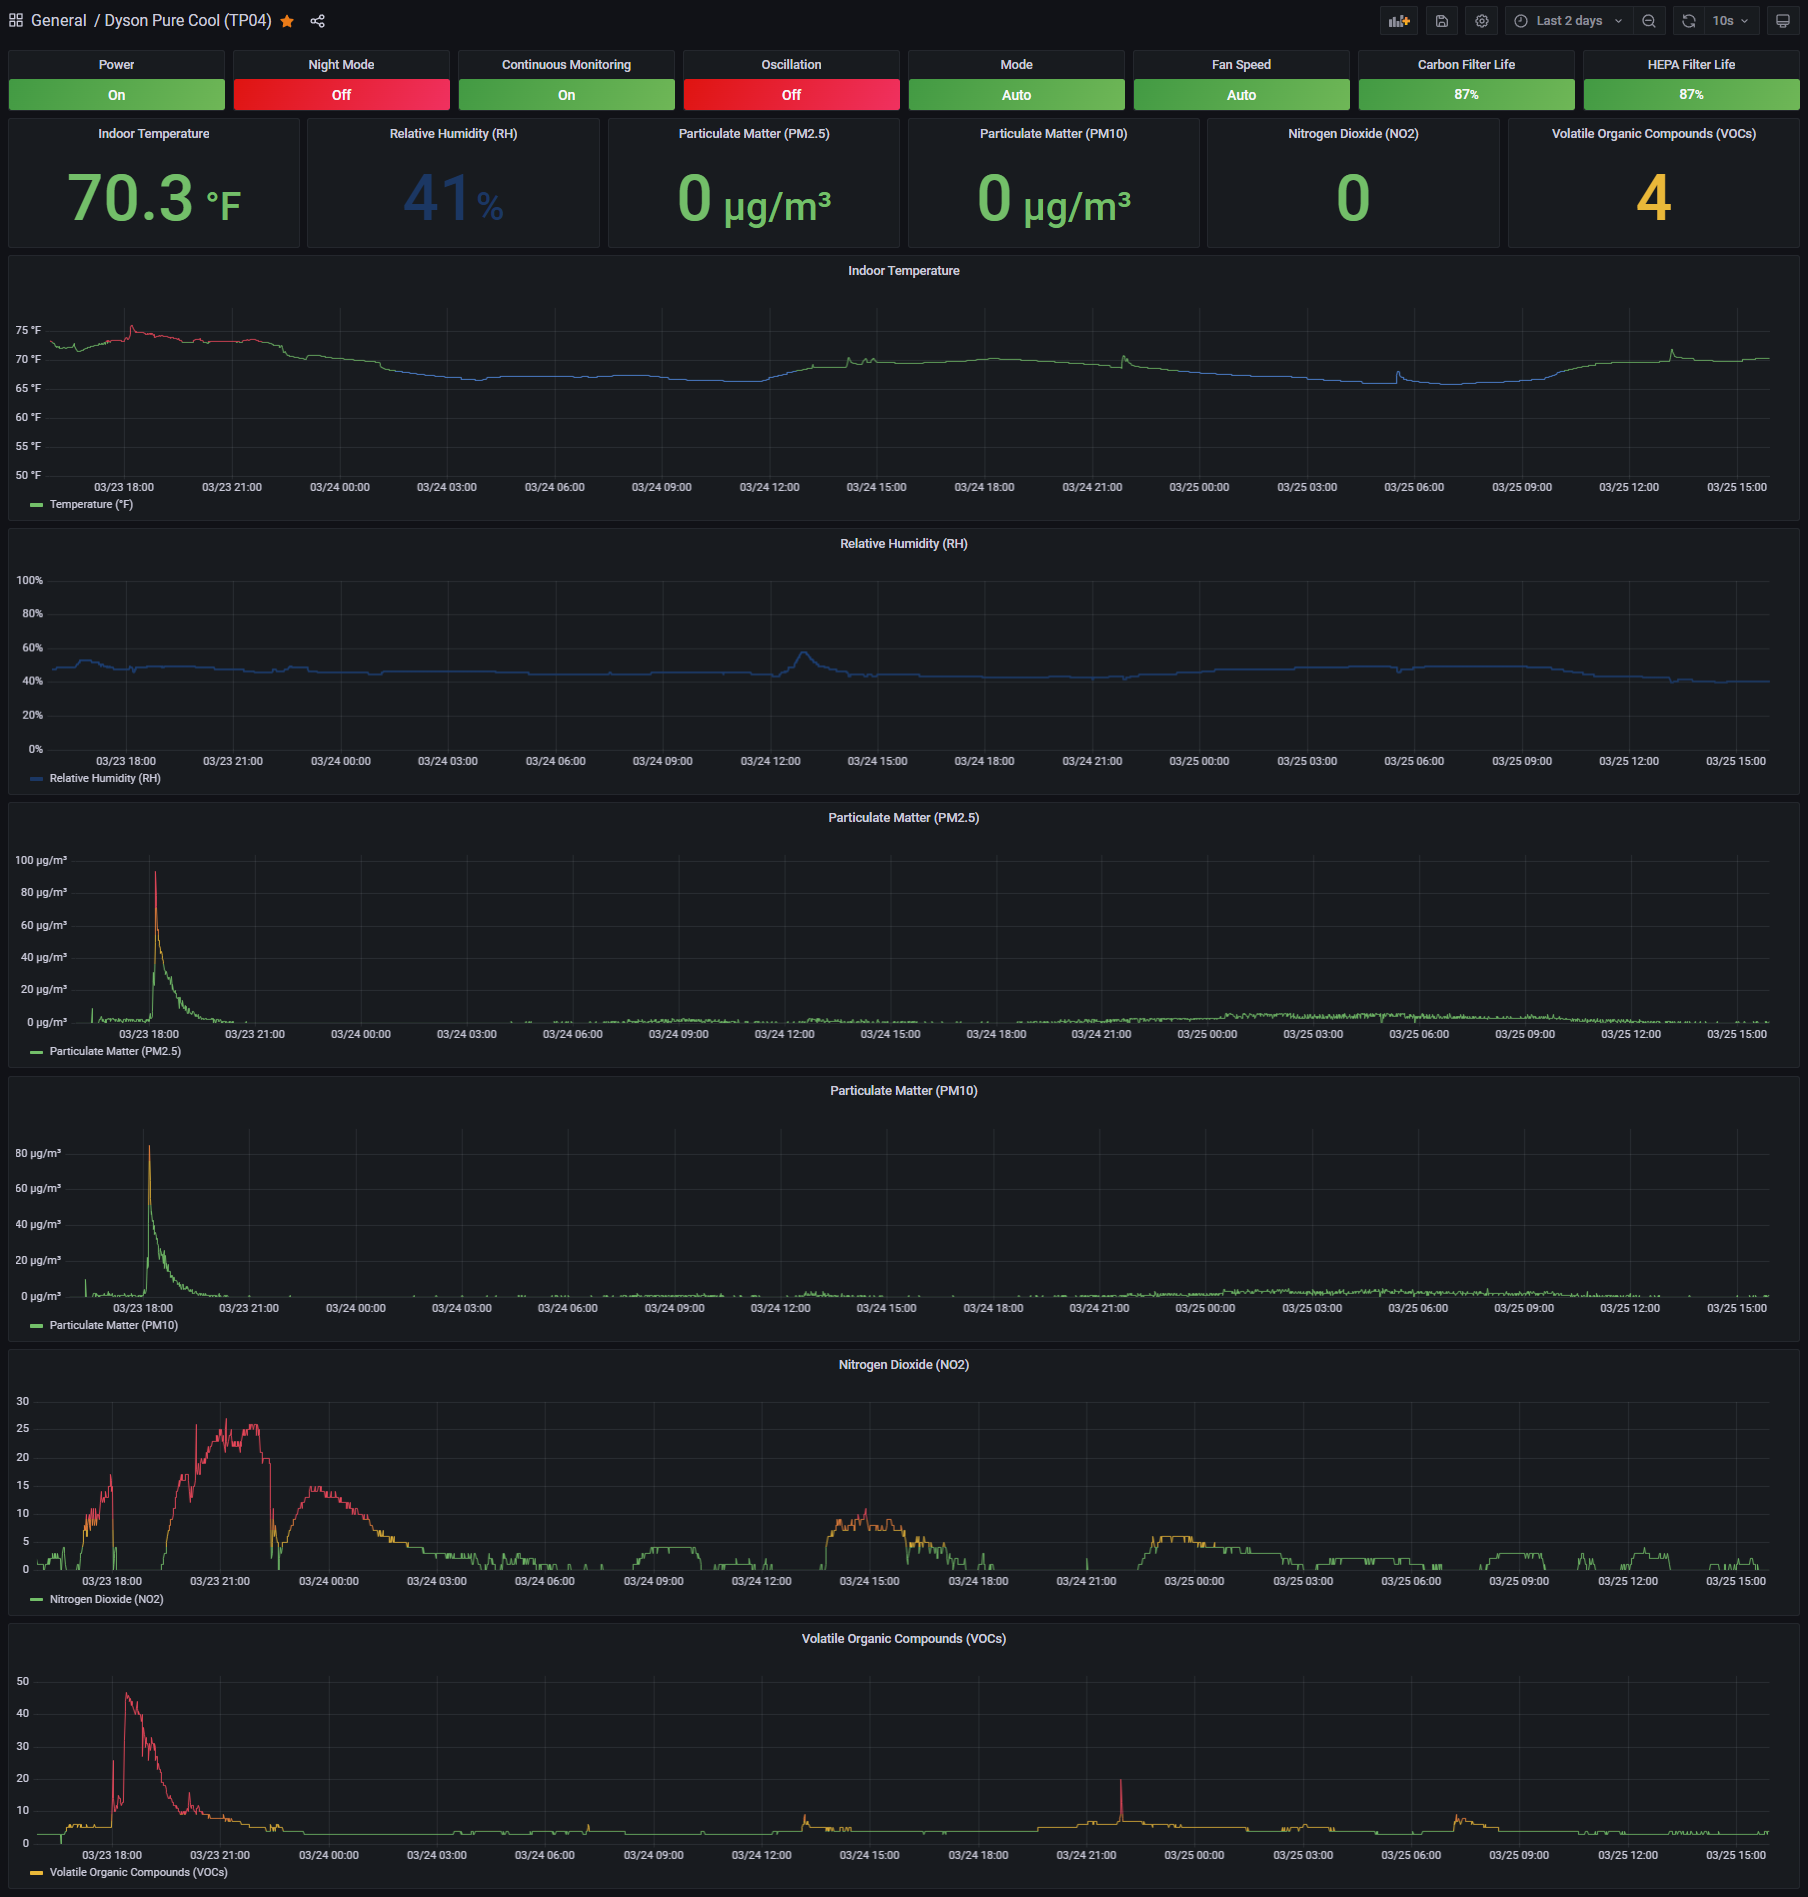 General / Dyson Pure Cool (TP04)
Last 2 days
10s
Power
Night Mode
Continuous Monitoring
Oscillation
Mode
Fan Speed
Carbon Filter Life
HEPA Filter Life
On
Off
On
Off
Auto
Auto
87%
87%
Indoor Temperature
Relative Humidity (RH)
Particulate Matter (PM2.5)
Particulate Matter (PM10)
Nitrogen Dioxide (NO2)
Volatile Organic Compounds (VOCs)
70.3 °F
41%
0 µg/m³
0 µg/m³
0
4
Indoor Temperature
75 °F
70 °F
65 °F
60 °F
55 °F
50 °F
03/23 18:00 03/23 21:00 03/24 00:00 03/24 03:00 03/24 06:00 03/24 09:00 03/24 12:00 03/24 15:00 03/24 18:00 03/24 21:00 03/25 00:00 03/25 03:00 03/25 06:00 03/25 09:00 03/25 12:00 03/25 15:00
Temperature (°F)
Relative Humidity (RH)
100%
80%
60%
40%
20%
0%
03/23 18:00 03/23 21:00 03/24 00:00 03/24 03:00 03/24 06:00 03/24 09:00 03/24 12:00 03/24 15:00 03/24 18:00 03/24 21:00 03/25 00:00 03/25 03:00 03/25 06:00 03/25 09:00 03/25 12:00 03/25 15:00
Relative Humidity (RH)
Particulate Matter (PM2.5)
100 µg/m³
80 µg/m³
60 µg/m³
40 µg/m³
20 µg/m³
0 µg/m³
03/23 18:00 03/23 21:00 03/24 00:00 03/24 03:00 03/24 06:00 03/24 09:00 03/24 12:00 03/24 15:00 03/24 18:00 03/24 21:00 03/25 00:00 03/25 03:00 03/25 06:00 03/25 09:00 03/25 12:00 03/25 15:00
Particulate Matter (PM2.5)
Particulate Matter (PM10)
80 µg/m³
60 µg/m³
40 µg/m³
20 µg/m³
0 µg/m³
03/23 18:00 03/23 21:00 03/24 00:00 03/24 03:00 03/24 06:00 03/24 09:00 03/24 12:00 03/24 15:00 03/24 18:00 03/24 21:00 03/25 00:00 03/25 03:00 03/25 06:00 03/25 09:00 03/25 12:00 03/25 15:00
Particulate Matter (PM10)
Nitrogen Dioxide (NO2)
30
25
20
15
10
5
0
03/23 18:00 03/23 21:00 03/24 00:00 03/24 03:00 03/24 06:00 03/24 09:00 03/24 12:00 03/24 15:00 03/24 18:00 03/24 21:00 03/25 00:00 03/25 03:00 03/25 06:00 03/25 09:00 03/25 12:00 03/25 15:00
Nitrogen Dioxide (NO2)
Volatile Organic Compounds (VOCs)
50
40
30
20
10
0
03/23 18:00 03/23 21:00 03/24 00:00 03/24 03:00 03/24 06:00 03/24 09:00 03/24 12:00 03/24 15:00 03/24 18:00 03/24 21:00 03/25 00:00 03/25 03:00 03/25 06:00 03/25 09:00 03/25 12:00 03/25 15:00
Volatile Organic Compounds (VOCs)